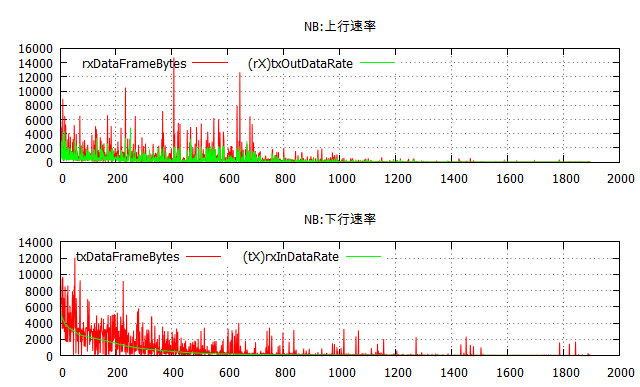 NB:上行速率
16000
14000
rxDataFrameBytes (rX)txOutDataRate
12000
10000
8000
6000
4000
2000
0
0 200 400 600 800 1000 1200 1400 1600 1800 2000
NB:下行速率
14000
12000
txDataFrameBytes (tX)rxInDataRate
10000
8000
6000
4000
2000
0
0 200 400 600 800 1000 1200 1400 1600 1800 2000